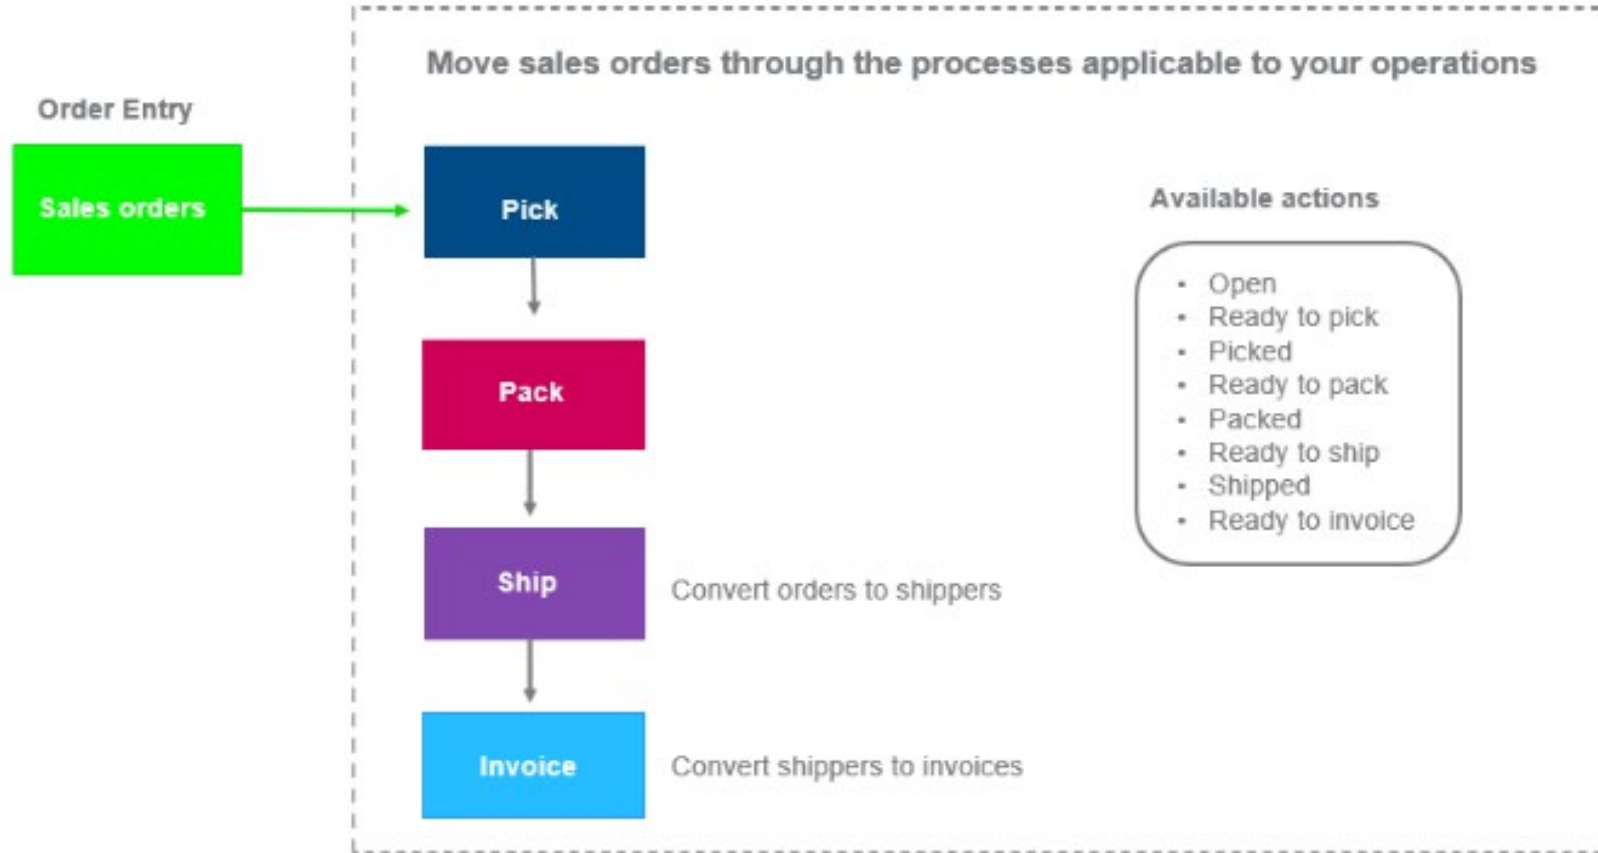 Move sales orders through the processes applicable to your operations
Order Entry
Sales orders
Pick
Pack
Ship
Convert orders to shippers
Invoice
Convert shippers to invoices
Available actions
• Open
• Ready to pick
• Picked
• Ready to pack
• Packed
• Ready to ship
• Shipped
• Ready to invoice